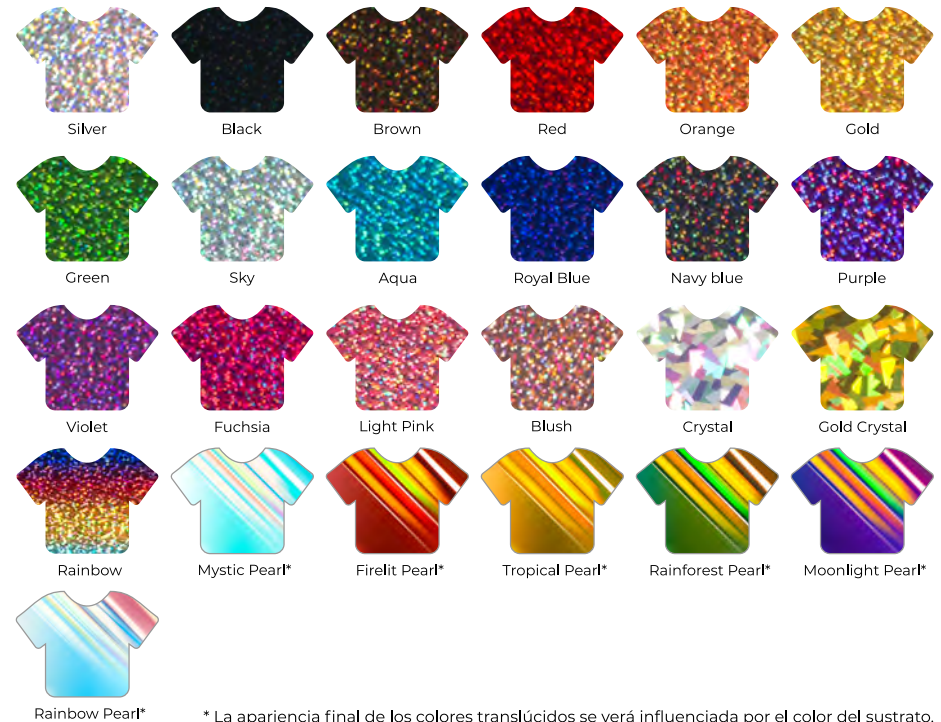 Silver Black Brown Red Orange Gold
Green Sky Aqua Royal Blue Navy blue Purple
Violet Fuchsia Light Pink Blush Crystal Gold Crystal
Rainbow Mystic Pearl* Firelit Pearl* Tropical Pearl* Rainforest Pearl* Moonlight Pearl*
Rainbow Pearl*
* La apariencia final de los colores translúcidos se verá influenciada por el color del sustrato.